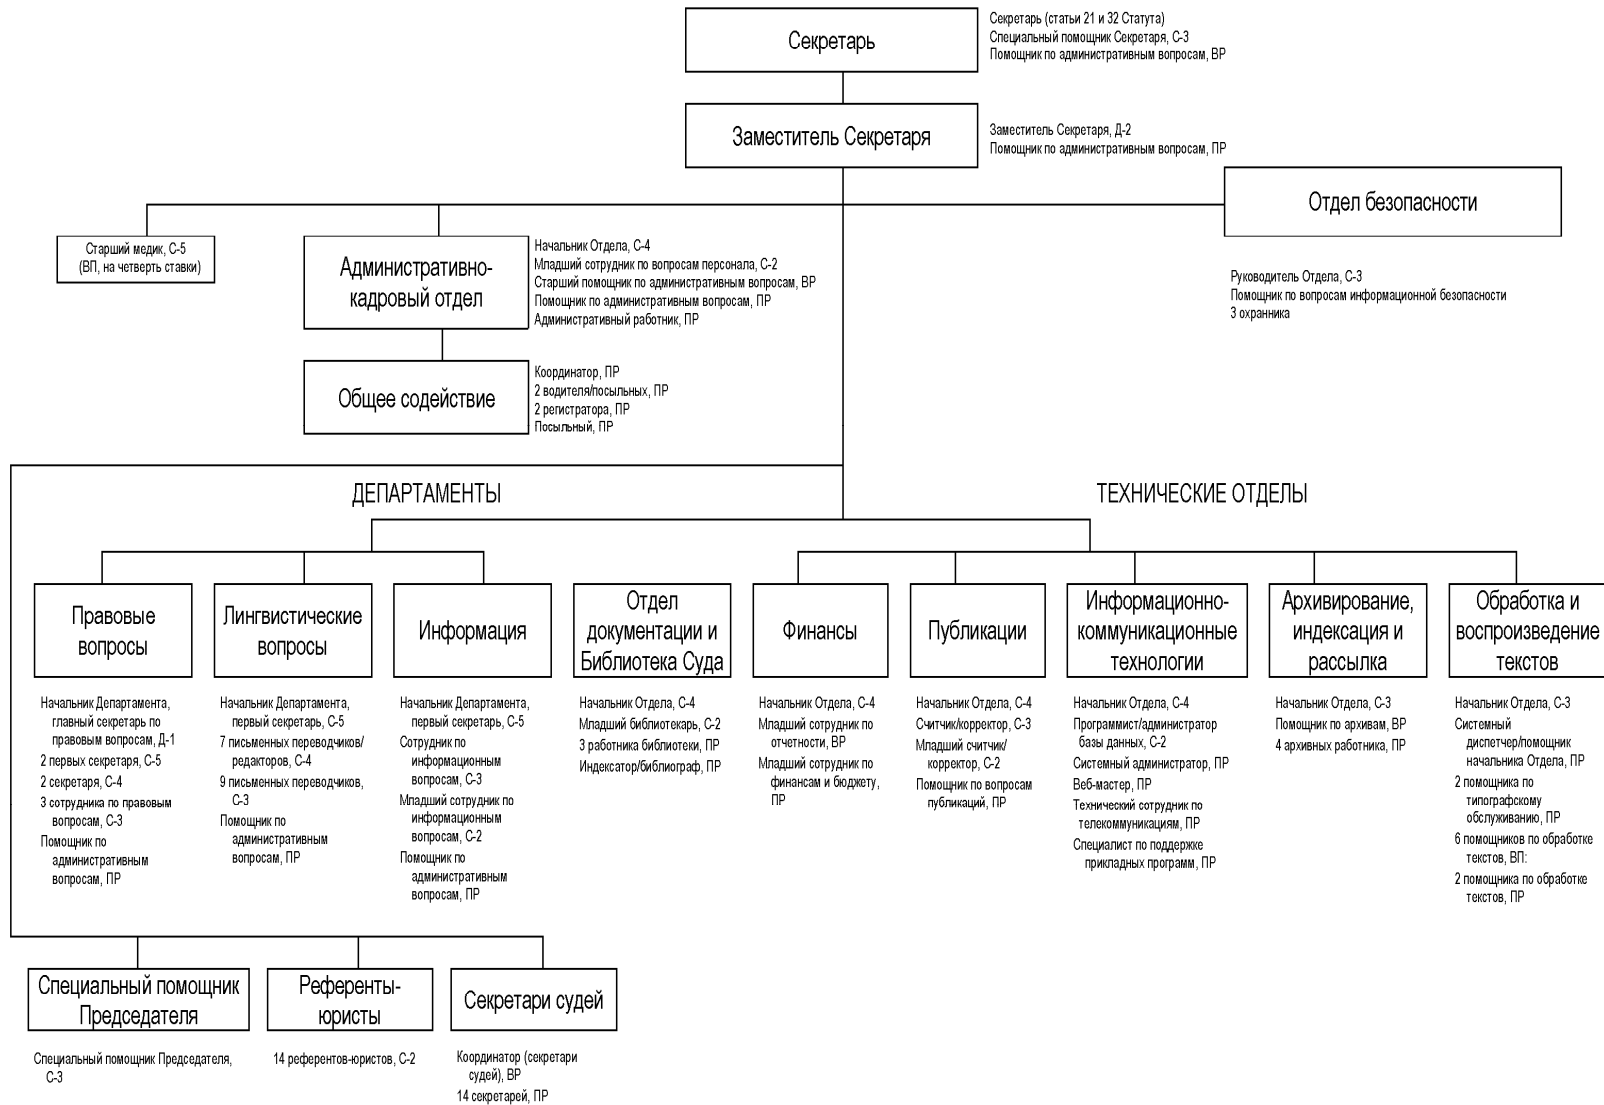 Секретарь
Секретарь (статьи 21 и 32 Статута)
Специальный помощник Секретаря, С-3
Помощник по административным вопросам, ВР
Заместитель Секретаря
Заместитель Секретаря, Д-2
Помощник по административным вопросам, ПР
Отдел безопасности
Руководитель Отдела, С-3
Помощник по вопросам информационной безопасности
3 охранника
Старший медик, С-5
(ВП, на четверть ставки)
Административно-
кадровый отдел
Начальник Отдела, С-4
Младший сотрудник по вопросам персонала, С-2
Старший помощник по административным вопросам, ВР
Помощник по административным вопросам, ПР
Административный работник, ПР
Общее содействие
Координатор, ПР
2 водителя/посыльных, ПР
2 регистратора, ПР
Посыльный, ПР
ДЕПАРТАМЕНТЫ
ТЕХНИЧЕСКИЕ ОТДЕЛЫ
Правовые
вопросы
Начальник Департамента,
главный секретарь по
правовым вопросам, Д-1
2 первых секретаря, С-5
2 секретаря, С-4
3 сотрудника по правовым
вопросам, С-3
Помощник по
административным
вопросам, ПР
Лингвистические
вопросы
Начальник Департамента,
первый секретарь, С-5
7 письменных переводчиков/
редакторов, С-4
9 письменных переводчиков,
С-3
Помощник по
административным
вопросам, ПР
Информация
Начальник Департамента,
первый секретарь, С-5
Сотрудник по
информационным
вопросам, С-3
Младший сотрудник по
информационным
вопросам, С-2
Помощник по
административным
вопросам, ПР
Отдел
документации и
Библиотека Суда
Начальник Отдела, С-4
Младший библиотекарь, С-2
3 работника библиотеки, ПР
Индексатор/библиограф, ПР
Финансы
Начальник Отдела, С-4
Младший сотрудник по
отчетности, ВР
Младший сотрудник по
финансам и бюджету,
ПР
Публикации
Начальник Отдела, С-4
Считчик/корректор, С-3
Младший считчик/
корректор, С-2
Помощник по вопросам
публикаций, ПР
Информационно-
коммуникационные
технологии
Начальник Отдела, С-4
Программист/администратор
базы данных, С-2
Системный администратор, ПР
Веб-мастер, ПР
Технический сотрудник по
телекоммуникациям, ПР
Специалист по поддержке
прикладных программ, ПР
Архивирование,
индексация и
рассылка
Начальник Отдела, С-3
Помощник по архивам, ВР
4 архивных работника, ПР
Обработка и
воспроизведение
текстов
Начальник Отдела, С-3
Системный
диспетчер/помощник
начальника Отдела, ПР
2 помощника по
типографскому
обслуживанию, ПР
6 помощников по обработке
текстов, ВП:
2 помощника по обработке
текстов, ПР
Специальный помощник
Председателя
Специальный помощник Председателя,
С-3
Референты-
юристы
14 референтов-юристов, С-2
Секретари судей
Координатор (секретари
судей), ВР
14 секретарей, ПР